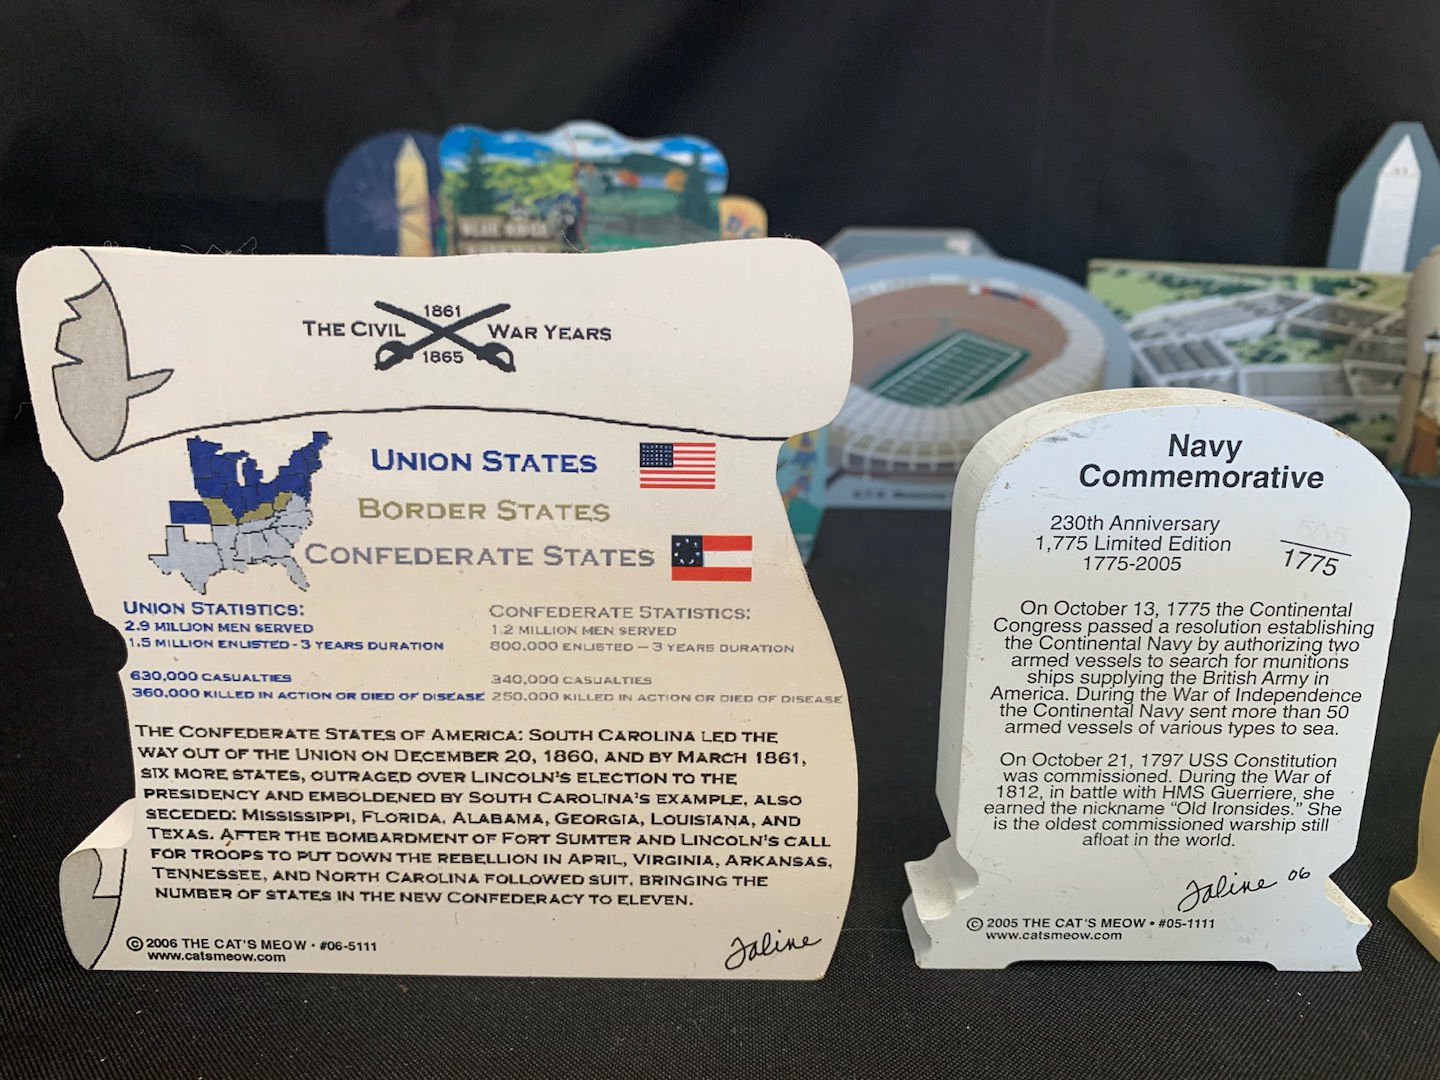 1861
THE CIVIL WAR YEARS
1865
UNION STATES
BORDER STATES
CONFEDERATE STATES
UNION STATISTICS:
2.9 MILLION MEN SERVED
1.5 MILLION ENLISTED - 3 YEARS DURATION
630,000 CASUALTIES
360,000 KILLED IN ACTION OR DIED OF DISEASE
CONFEDERATE STATISTICS:
1.2 MILLION MEN SERVED
800,000 ENLISTED – 3 YEARS DURATION
340,000 CASUALTIES
250,000 KILLED IN ACTION OR DIED OF DISEASE
THE CONFEDERATE STATES OF AMERICA: SOUTH CAROLINA LED THE
WAY OUT OF THE UNION ON DECEMBER 20, 1860, AND BY MARCH 1861,
SIX MORE STATES, OUTRAGED OVER LINCOLN'S ELECTION TO THE
PRESIDENCY AND EMBOLDENED BY SOUTH CAROLINA'S EXAMPLE, ALSO
SECEDED: MISSISSIPPI, FLORIDA, ALABAMA, GEORGIA, LOUISIANA, AND
TEXAS. AFTER THE BOMBARDMENT OF FORT SUMTER AND LINCOLN'S CALL
FOR TROOPS TO PUT DOWN THE REBELLION IN APRIL, VIRGINIA, ARKANSAS,
TENNESSEE, AND NORTH CAROLINA FOLLOWED SUIT, BRINGING THE
NUMBER OF STATES IN THE NEW CONFEDERACY TO ELEVEN.
© 2006 THE CAT'S MEOW • #06-5111
www.catsmeow.com
Faline
Navy
Commemorative
230th Anniversary
1,775 Limited Edition
1775-2005
1775
On October 13, 1775 the Continental
Congress passed a resolution establishing
the Continental Navy by authorizing two
armed vessels to search for munitions
ships supplying the British Army in
America. During the War of Independence
the Continental Navy sent more than 50
armed vessels of various types to sea.
On October 21, 1797 USS Constitution
was commissioned. During the War of
1812, in battle with HMS Guerriere, she
earned the nickname "Old Ironsides." She
is the oldest commissioned warship still
afloat in the world.
Faline 06
© 2005 THE CAT'S MEOW • #05-1111
www.catsmeow.com